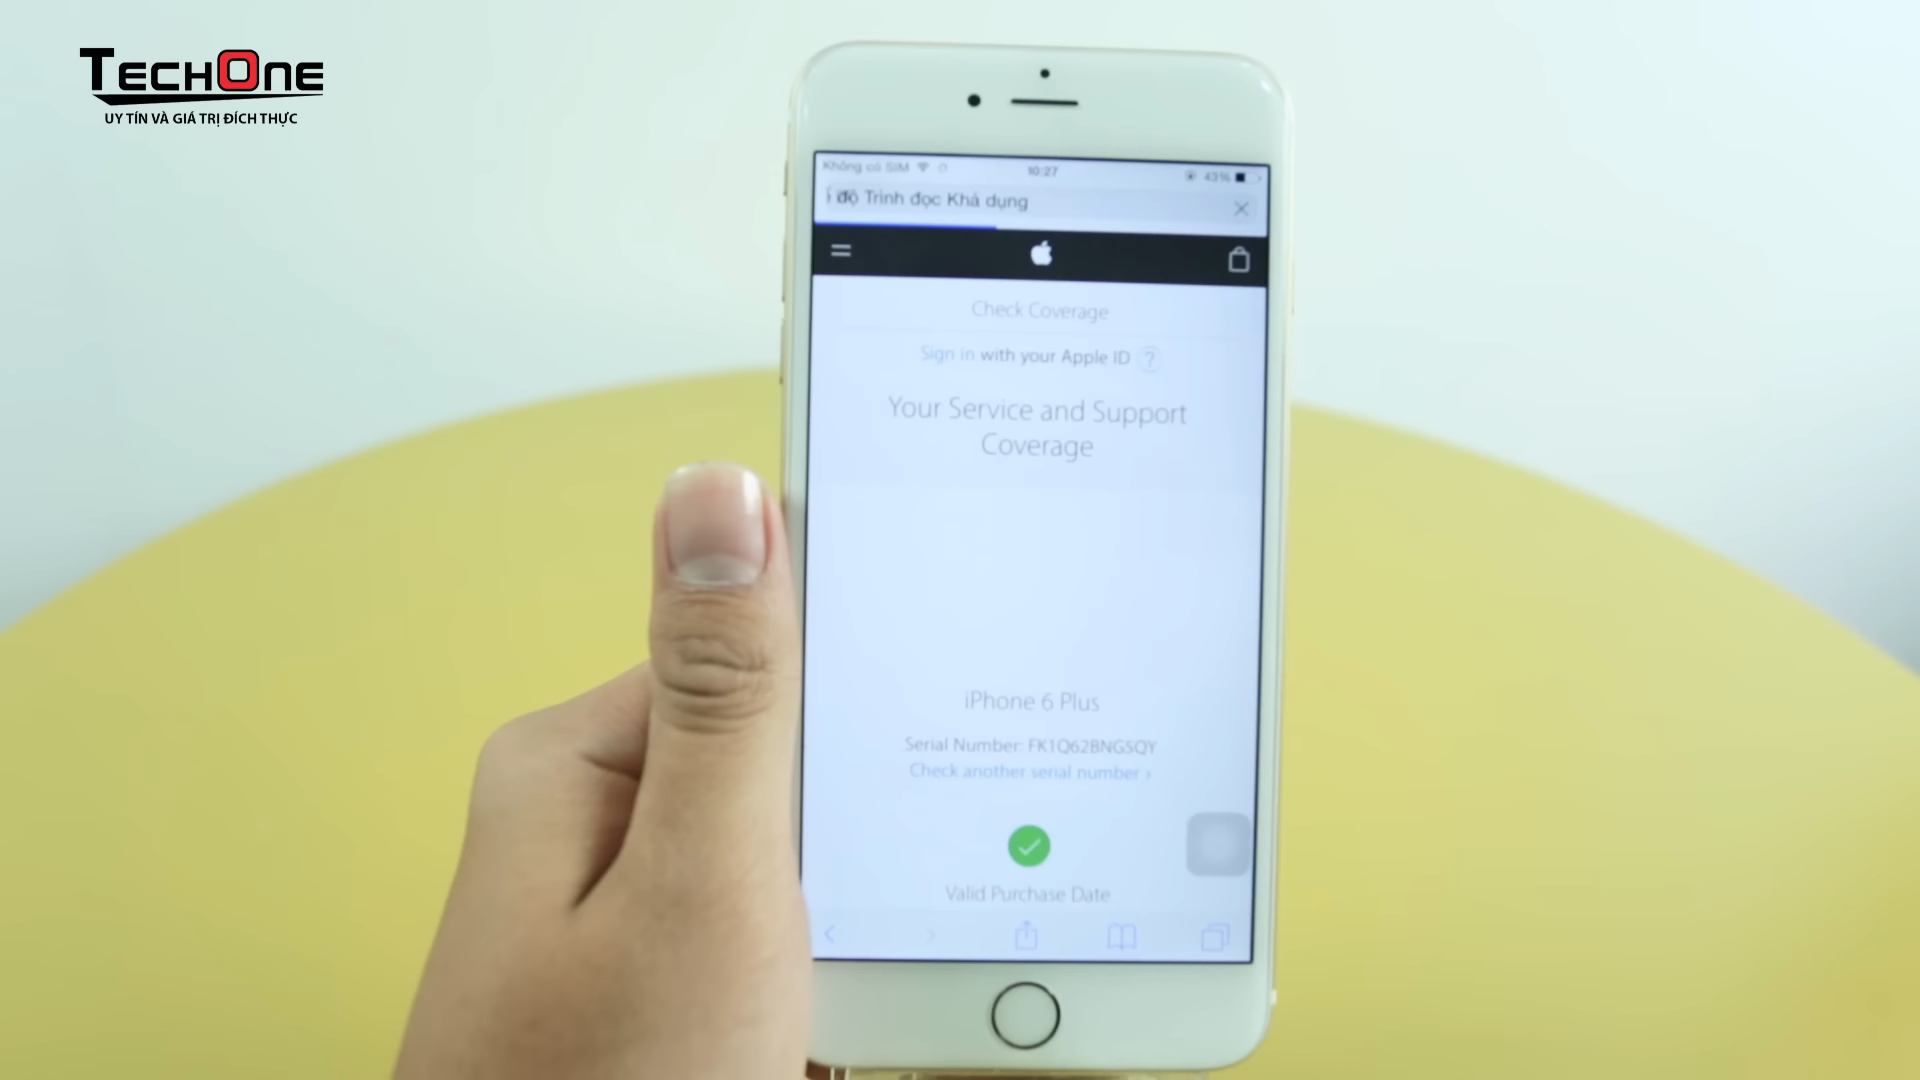 TECHONE
UY TÍN VÀ GIÁ TRỊ ĐÍCH THỰC
Không có SIM
10:27
43%
độ Trình đọc Khả dụng
Check Coverage
Sign in with your Apple ID ?
Your Service and Support
Coverage
iPhone 6 Plus
Serial Number: FK1Q62BNG5QY
Check another serial number ›
Valid Purchase Date